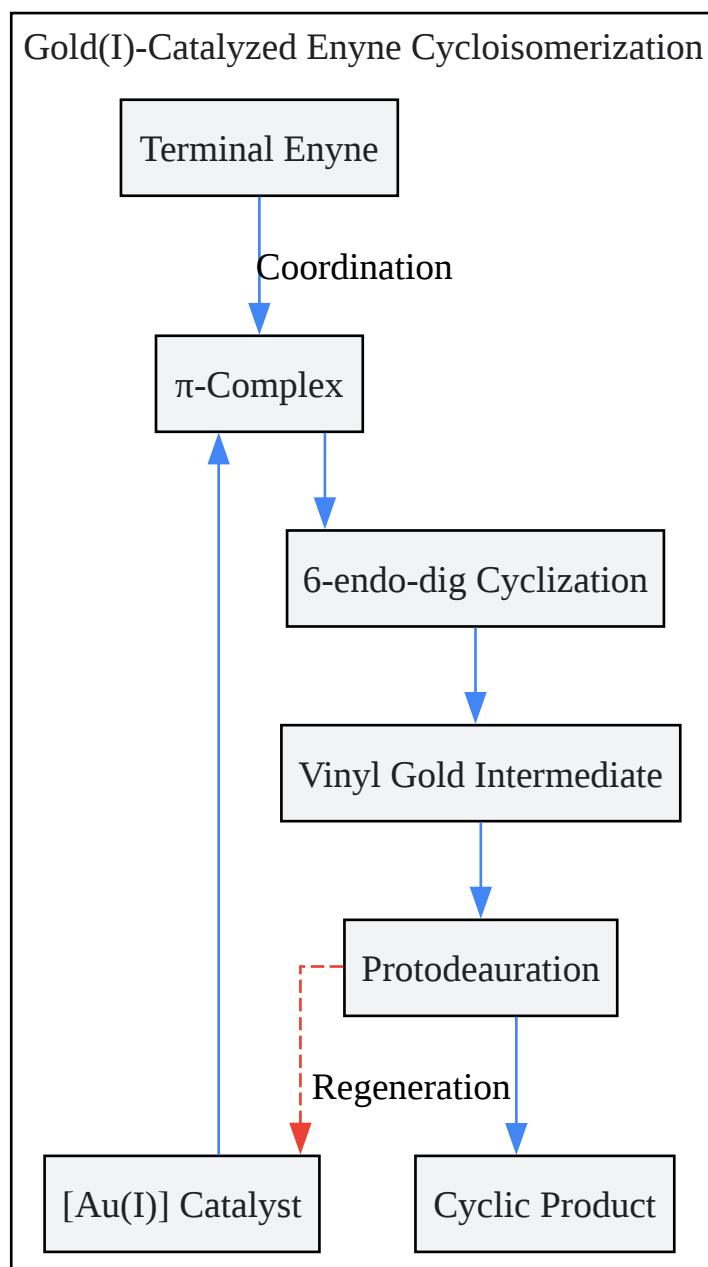 Gold(I)-Catalyzed Enyne Cycloisomerization
Terminal Enyne
Coordination
π-Complex
6-endo-dig Cyclization
Vinyl Gold Intermediate
Protodeauration
Regeneration
[Au(I)] Catalyst
Cyclic Product